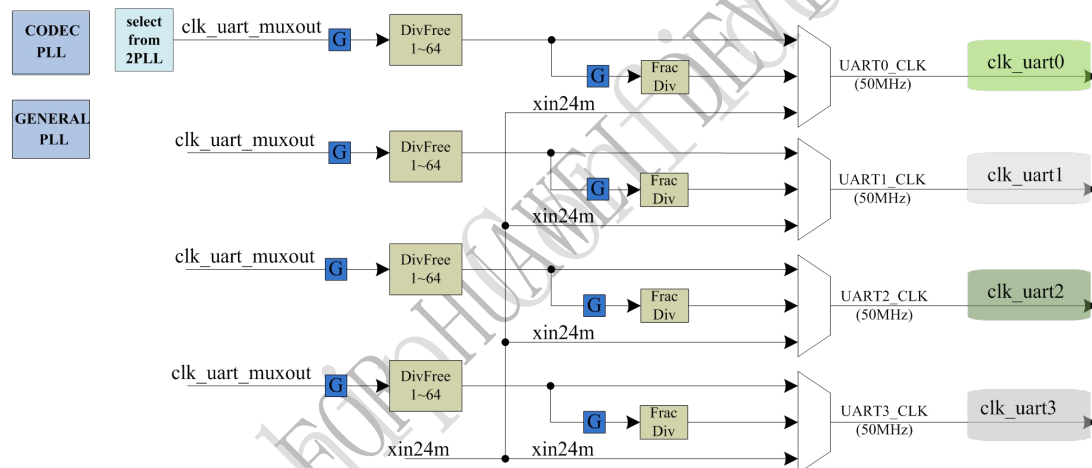 CODEC
PLL
GENERAL
PLL
select
from
2PLL
clk_uart_muxout
G
DivFree
1~64
G
Frac
Div
xin24m
UART0_CLK
(50MHz)
clk_uart0
clk_uart_muxout
G
DivFree
1~64
G
Frac
Div
xin24m
UART1_CLK
(50MHz)
clk_uart1
clk_uart_muxout
G
DivFree
1~64
G
Frac
Div
xin24m
UART2_CLK
(50MHz)
clk_uart2
clk_uart_muxout
G
DivFree
1~64
G
Frac
Div
xin24m
xin24m
UART3_CLK
(50MHz)
clk_uart3
FOR HUAWEI